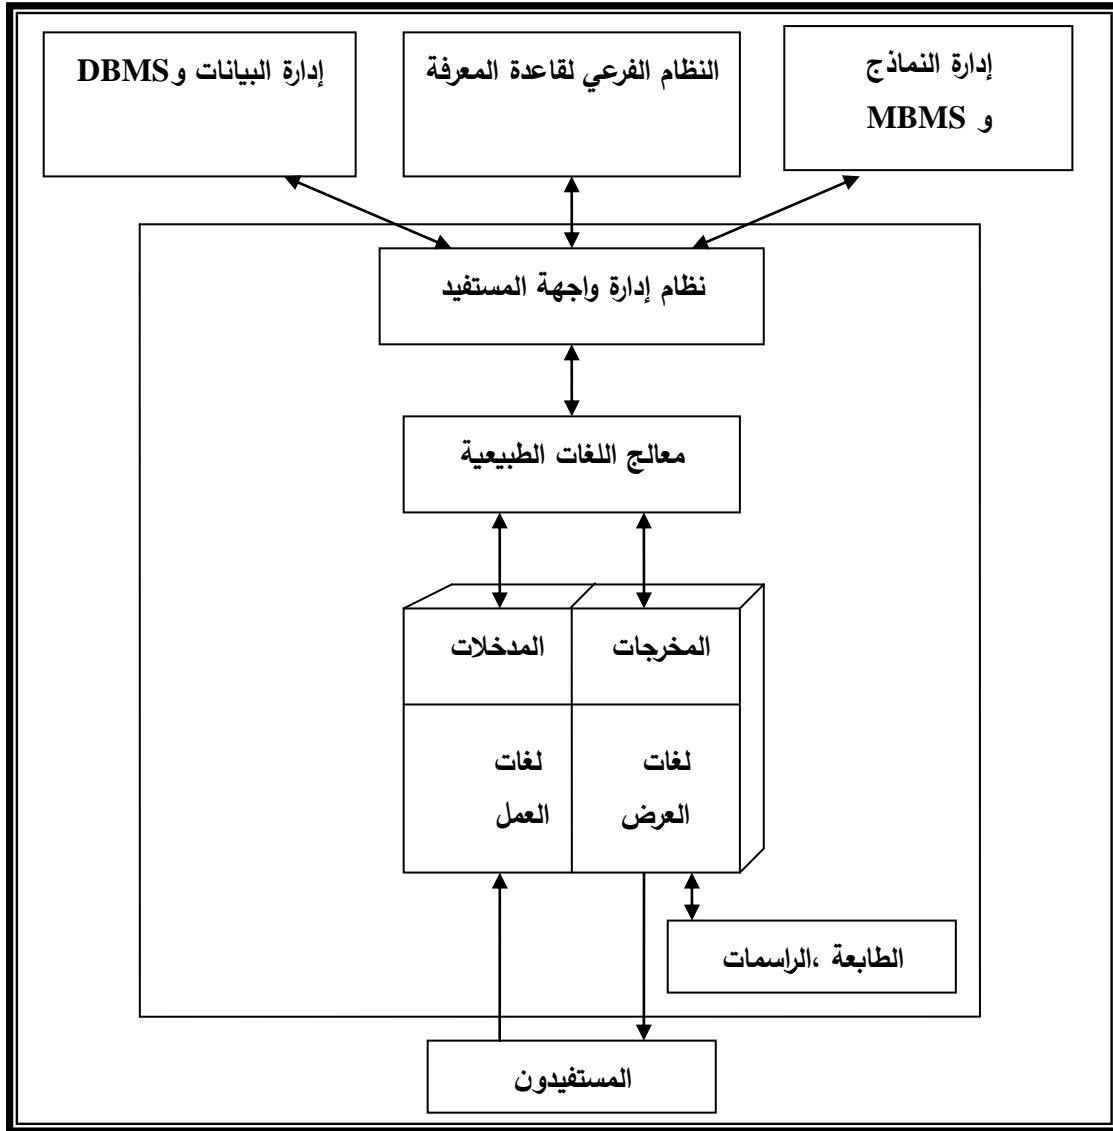 إدارة النماذج
و MBMS
النظام الفرعي لقاعدة المعرفة
إدارة البيانات وDBMS
نظام إدارة واجهة المستفيد
معالج اللغات الطبيعية
المخرجات
المدخلات
لغات
العرض
لغات
العمل
الطابعة ،الراسمات
المستفيدون